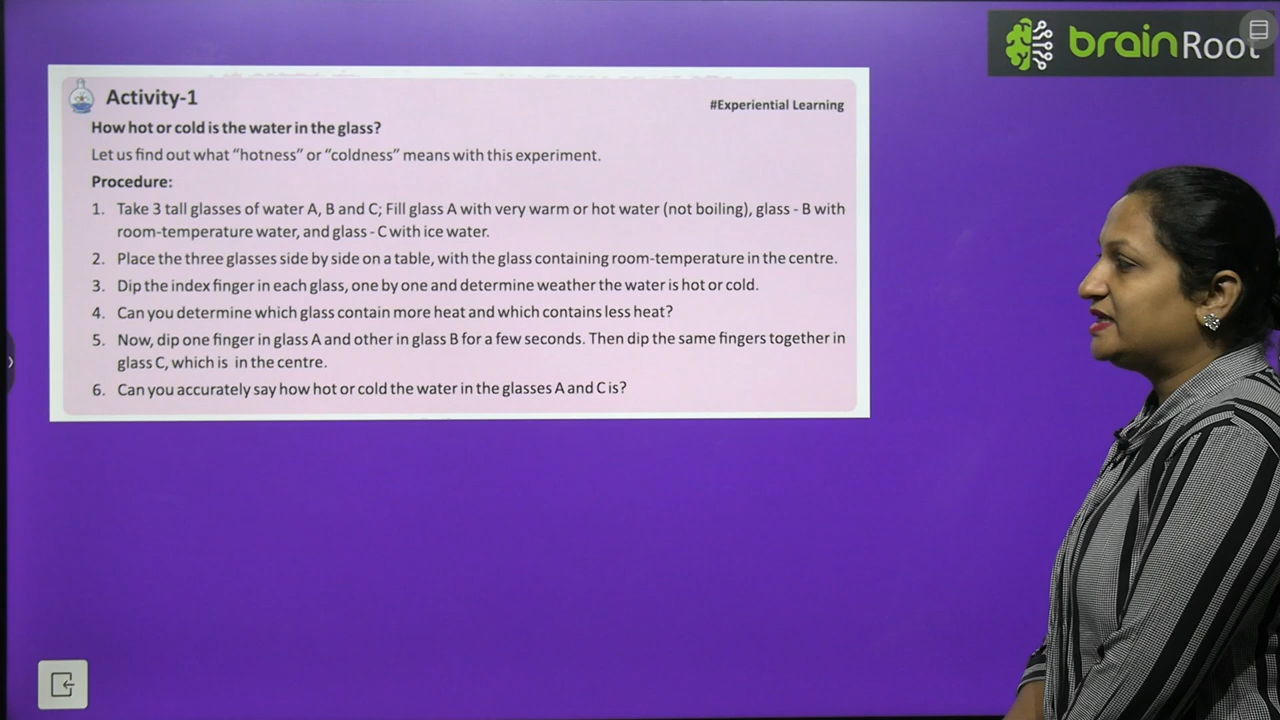 brainRoot
Activity-1
#Experiential Learning
How hot or cold is the water in the glass?
Let us find out what “hotness” or “coldness” means with this experiment.
Procedure:
1. Take 3 tall glasses of water A, B and C; Fill glass A with very warm or hot water (not boiling), glass - B with
room-temperature water, and glass - C with ice water.
2. Place the three glasses side by side on a table, with the glass containing room-temperature in the centre.
3. Dip the index finger in each glass, one by one and determine weather the water is hot or cold.
4. Can you determine which glass contain more heat and which contains less heat?
5. Now, dip one finger in glass A and other in glass B for a few seconds. Then dip the same fingers together in
glass C, which is in the centre.
6. Can you accurately say how hot or cold the water in the glasses A and C is?